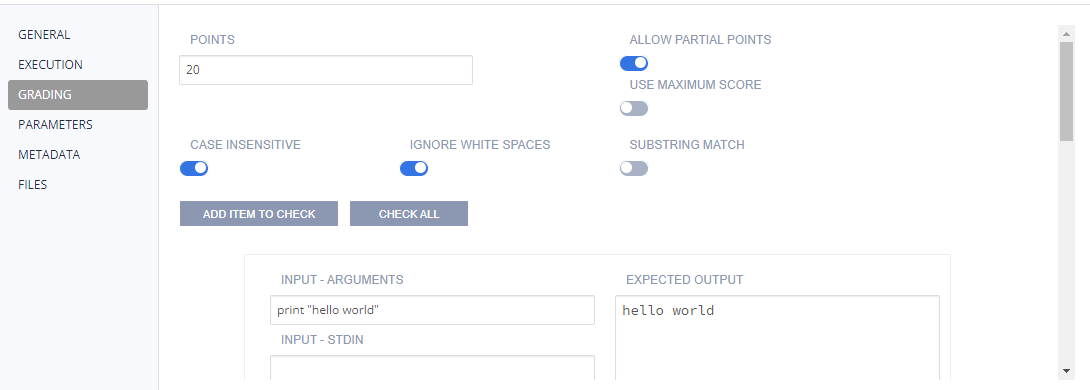 GENERAL
EXECUTION
GRADING
PARAMETERS
METADATA
FILES
POINTS
20
ALLOW PARTIAL POINTS
USE MAXIMUM SCORE
CASE INSENSITIVE
IGNORE WHITE SPACES
SUBSTRING MATCH
ADD ITEM TO CHECK
CHECK ALL
INPUT - ARGUMENTS
print "hello world"
INPUT - STDIN
EXPECTED OUTPUT
hello world